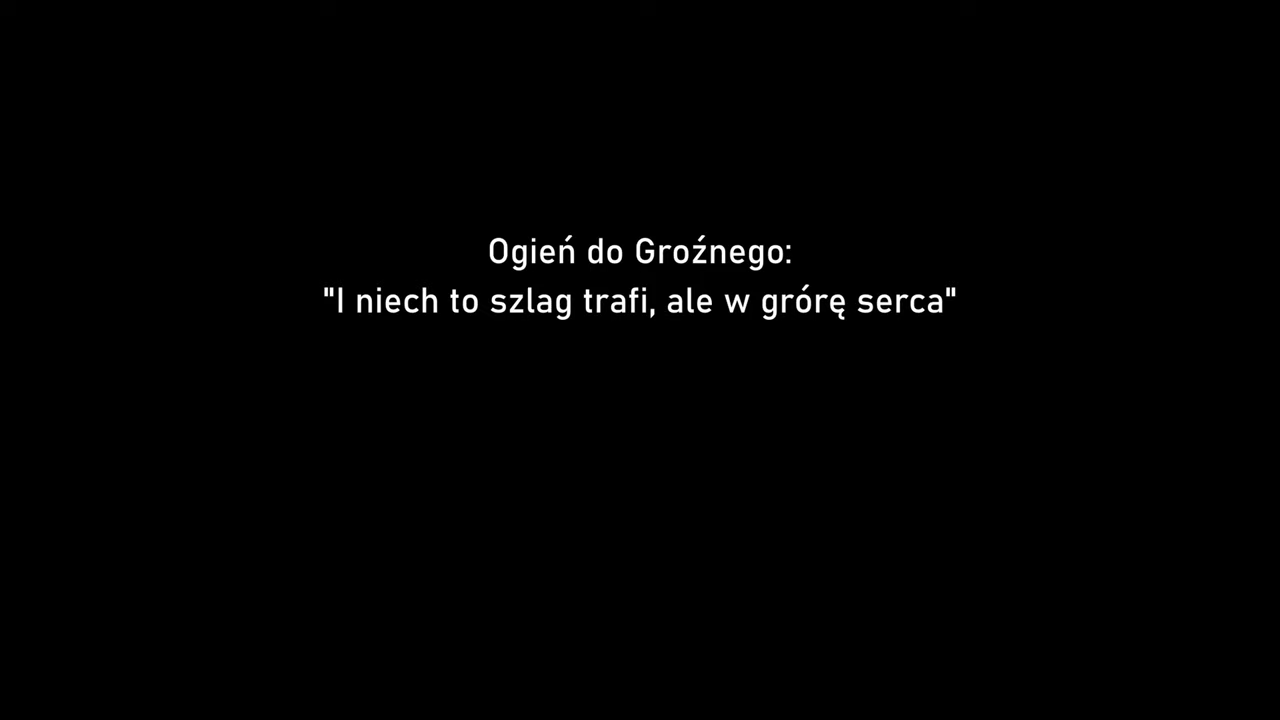 Ogień do Groźnego:
"I niech to szlag trafi, ale w grórę serca"